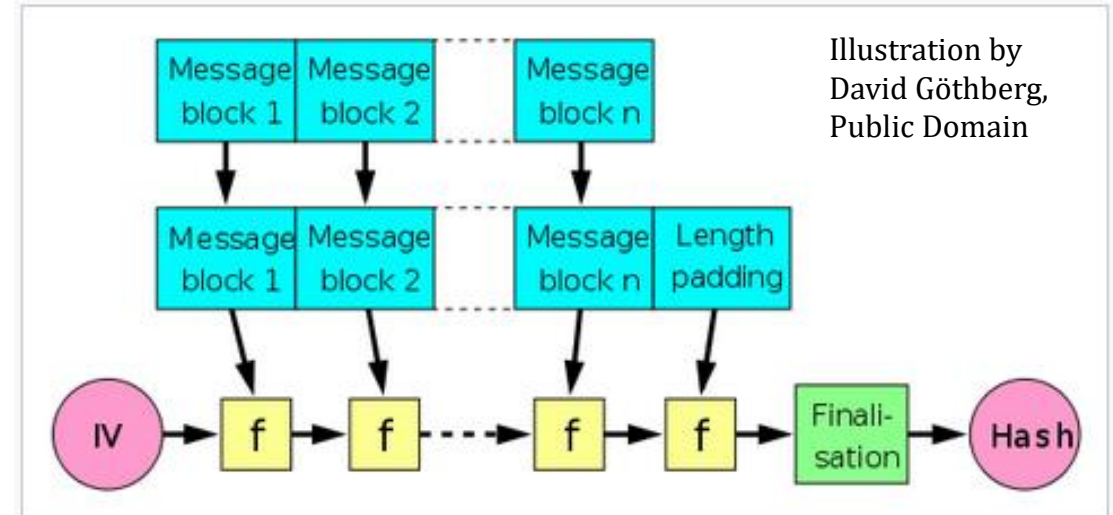 Illustration by
David Göthberg,
Public Domain
Message
block 1
Message
block 2
Message
block n
Message
block 1
Message
block 2
Message
block n
Length
padding
IV
f
f
f
f
Finali-
sation
Hash